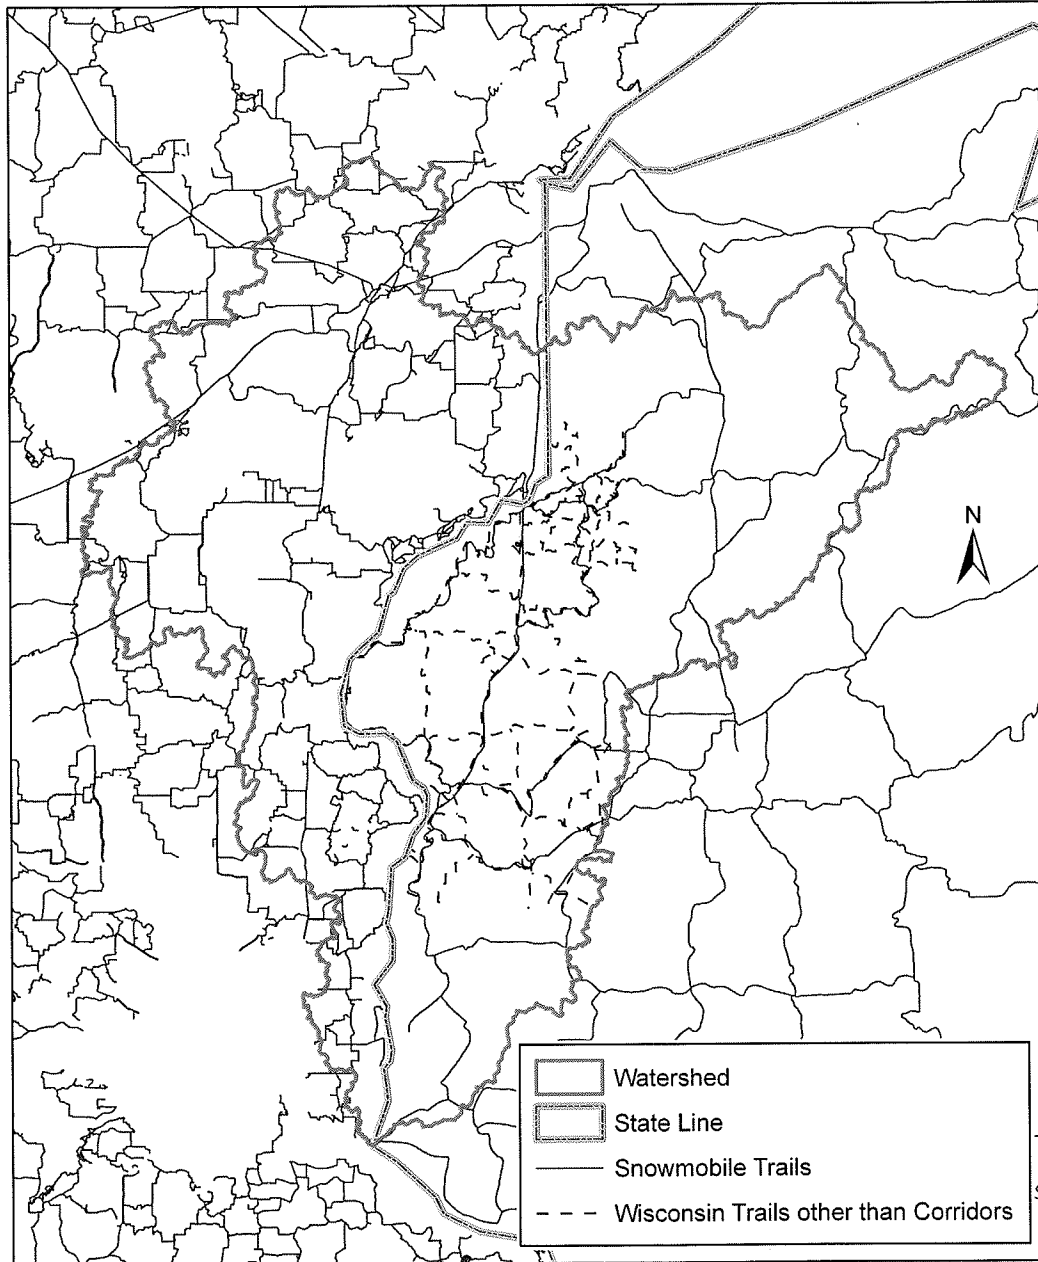 N
Watershed
State Line
Snowmobile Trails
Wisconsin Trails other than Corridors